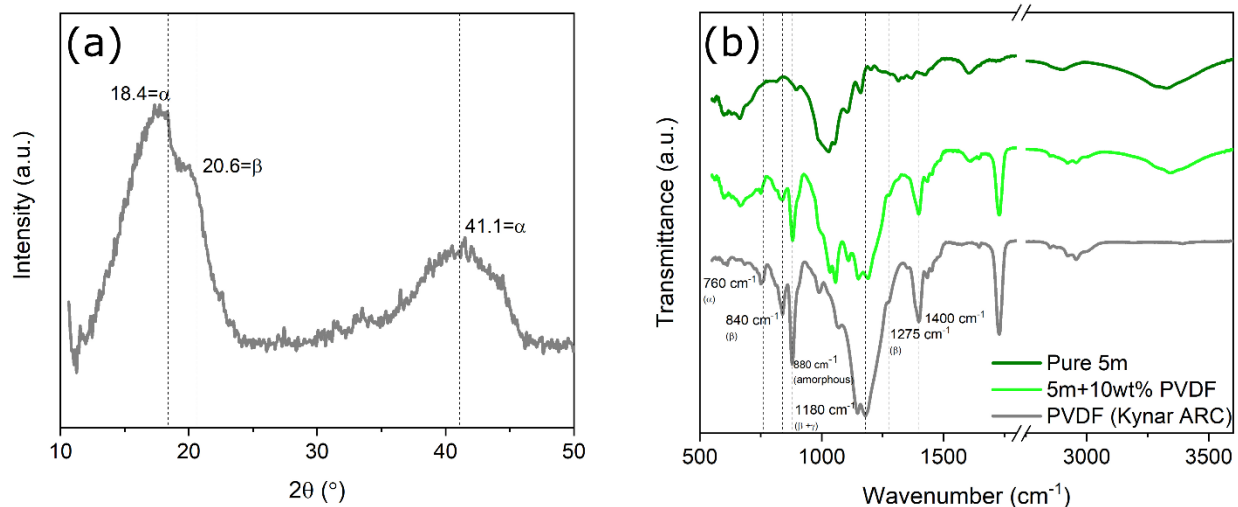 (a)
18.4=α
20.6=β
41.1=α
Intensity (a.u.)
10 20 30 40 50
2θ (°)
(b)
Transmittance (a.u.)
760 cm⁻¹
(α)
840 cm⁻¹
(β)
880 cm⁻¹
(amorphous)
1180 cm⁻¹
(β +γ)
1275 cm⁻¹
(β)
1400 cm⁻¹
Pure 5m
5m+10wt% PVDF
PVDF (Kynar ARC)
500 1000 1500 3000 3500
Wavenumber (cm⁻¹)